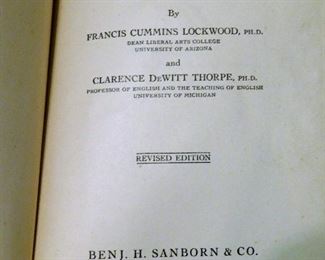 By
FRANCIS CUMMINS LOCKWOOD, PH.D.
DEAN LIBERAL ARTS COLLEGE
UNIVERSITY OF ARIZONA
and
CLARENCE DEWITT THORPE, PH.D.
PROFESSOR OF ENGLISH AND THE TEACHING OF ENGLISH
UNIVERSITY OF MICHIGAN
REVISED EDITION
BENJ. H. SANBORN & CO.